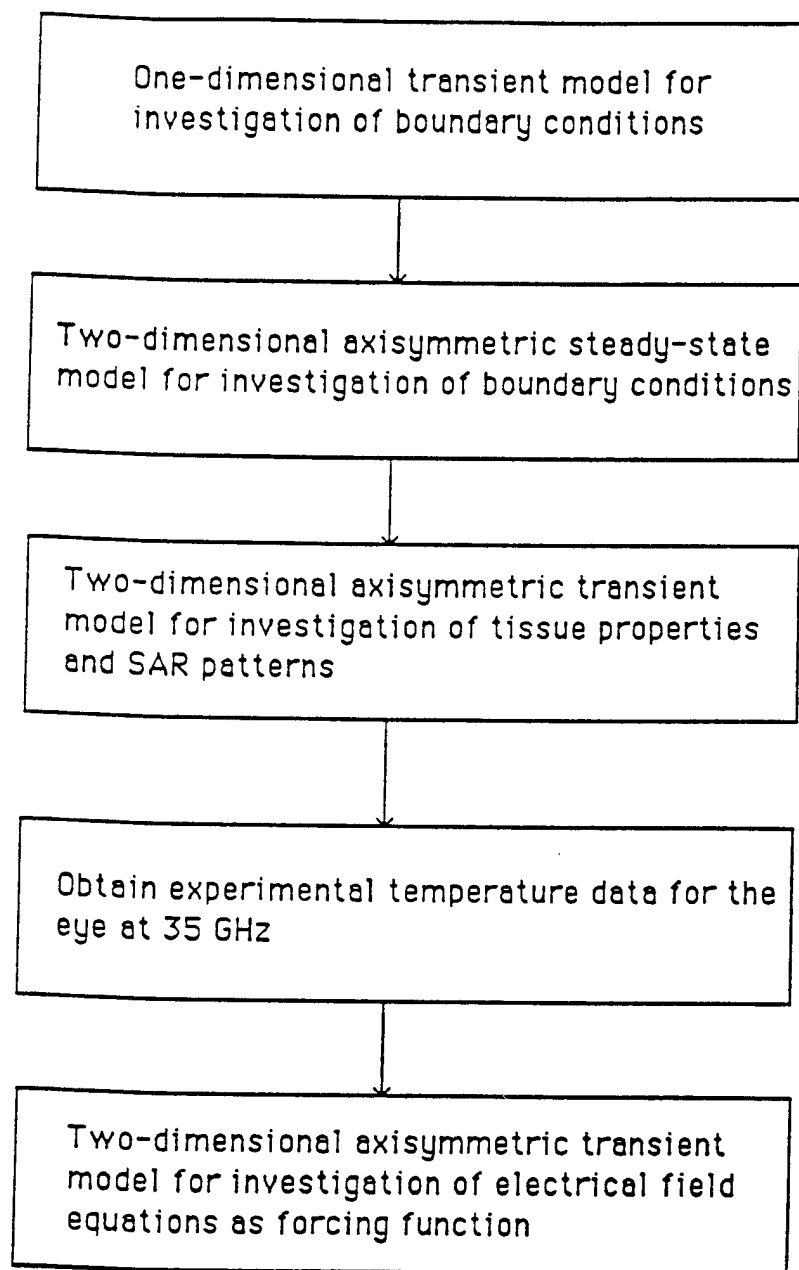 One-dimensional transient model for
investigation of boundary conditions
Two-dimensional axisymmetric steady-state
model for investigation of boundary conditions
Two-dimensional axisymmetric transient
model for investigation of tissue properties
and SAR patterns
Obtain experimental temperature data for the
eye at 35 GHz
Two-dimensional axisymmetric transient
model for investigation of electrical field
equations as forcing function